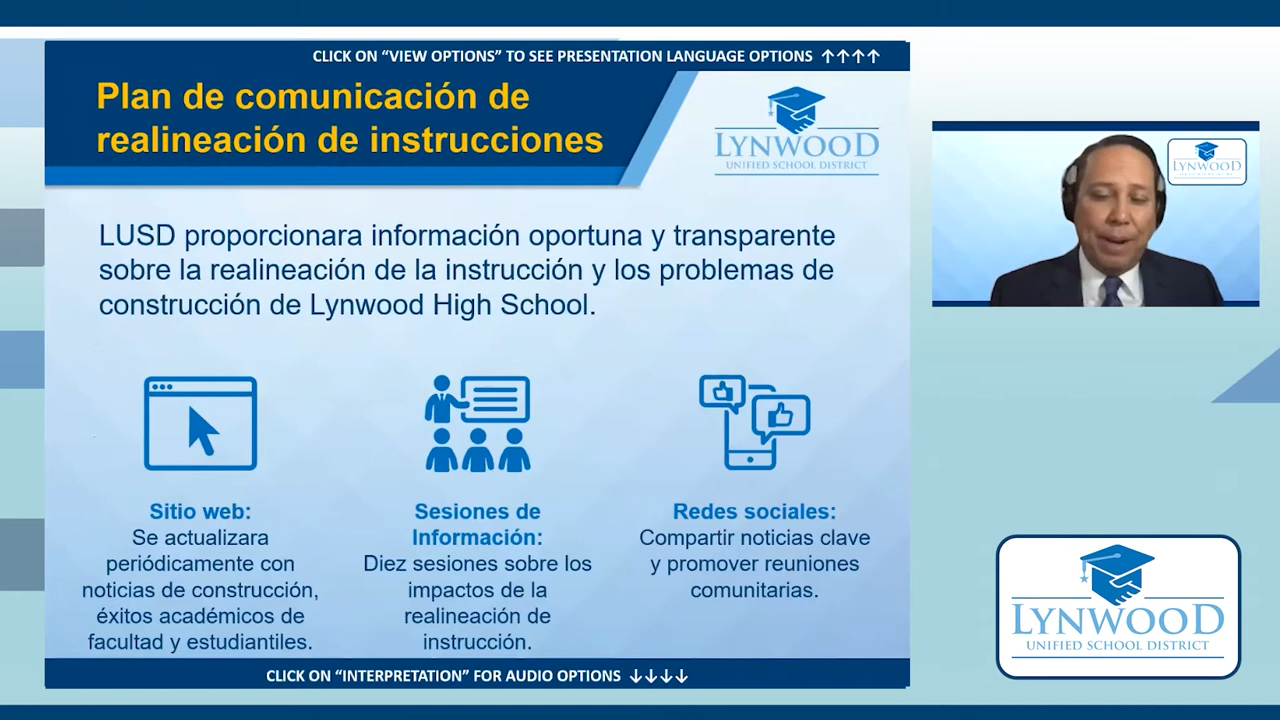 CLICK ON “VIEW OPTIONS” TO SEE PRESENTATION LANGUAGE OPTIONS ↑↑↑↑
Plan de comunicación de
realineación de instrucciones
LYNWOOD
UNIFIED SCHOOL DISTRICT
LYNWOOD
LUSD proporcionara información oportuna y transparente
sobre la realineación de la instrucción y los problemas de
construcción de Lynwood High School.
Sitio web:
Se actualizara
periódicamente con
noticias de construcción,
éxitos académicos de
facultad y estudiantiles.
Sesiones de
Información:
Diez sesiones sobre los
impactos de la
realineación de
instrucción.
Redes sociales:
Compartir noticias clave
y promover reuniones
comunitarias.
LYNWOOD
UNIFIED SCHOOL DISTRICT
CLICK ON “INTERPRETATION” FOR AUDIO OPTIONS ↓↓↓↓